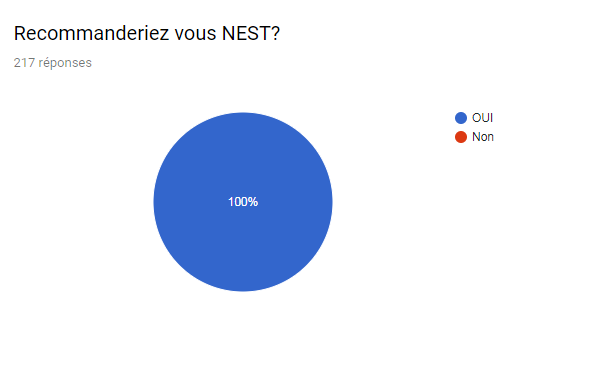 Recommanderiez vous NEST?
217 réponses
OUI
Non
100%